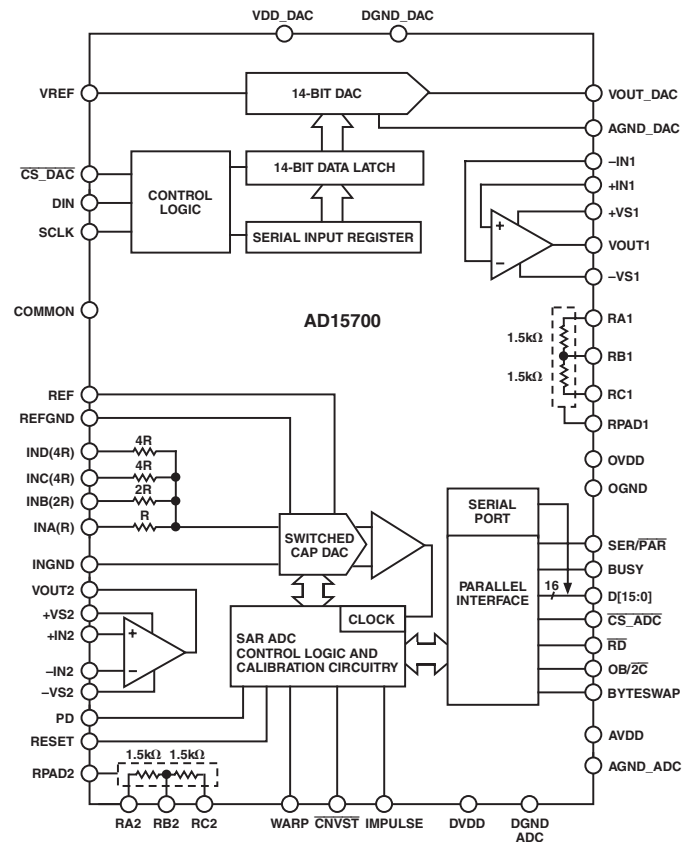 VDD_DAC
DGND_DAC
VREF
14-BIT DAC
VOUT_DAC
AGND_DAC
CS_DAC
DIN
SCLK
CONTROL
LOGIC
14-BIT DATA LATCH
SERIAL INPUT REGISTER
–IN1
+IN1
+VS1
VOUT1
–VS1
+
–
COMMON
AD15700
RA1
1.5kΩ
RB1
1.5kΩ
RC1
RPAD1
REF
REFGND
IND(4R)
4R
INC(4R)
4R
INB(2R)
2R
INA(R)
R
INGND
SWITCHED
CAP DAC
OVDD
OGND
SERIAL
PORT
PARALLEL
INTERFACE
16
SER/PAR
BUSY
D[15:0]
CS_ADC
RD
OB/2C
BYTESWAP
VOUT2
+VS2
+IN2
–IN2
–VS2
+
–
CLOCK
SAR ADC
CONTROL LOGIC AND
CALIBRATION CIRCUITRY
PD
RESET
RPAD2
1.5kΩ 1.5kΩ
AVDD
AGND_ADC
RA2 RB2 RC2 WARP CNVST IMPULSE DVDD DGND
ADC